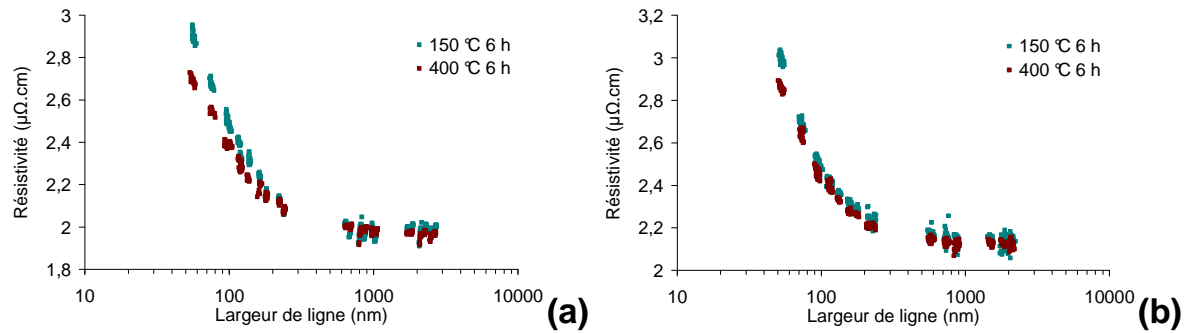 3
2,8
2,6
2,4
2,2
2
1,8
Résistivité (µΩ.cm)
150 °C 6 h
400 °C 6 h
10 100 1000 10000
Largeur de ligne (nm)
(a)
3,2
3
2,8
2,6
2,4
2,2
2
Résistivité (µΩ.cm)
150 °C 6 h
400 °C 6 h
10 100 1000 10000
Largeur de ligne (nm)
(b)